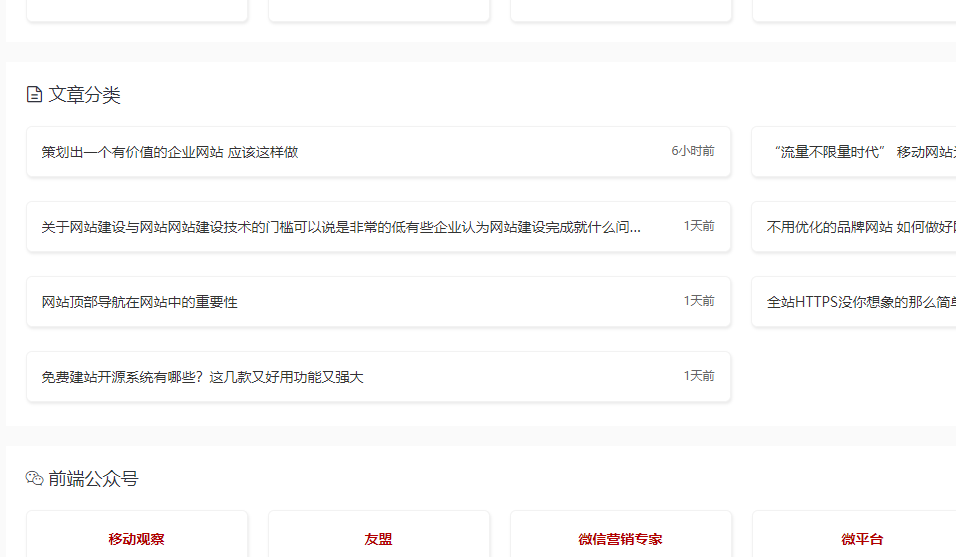 文章分类
策划出一个有价值的企业网站 应该这样做
6小时前
“流量不限量时代” 移动网站
关于网站建设与网站网站建设技术的门槛可以说是非常的低有些企业认为网站建设完成就什么问...
1天前
不用优化的品牌网站 如何做好
网站顶部导航在网站中的重要性
1天前
全站HTTPS没你想象的那么简单
免费建站开源系统有哪些？这几款又好用功能又强大
1天前
前端公众号
移动观察
友盟
微信营销专家
微平台